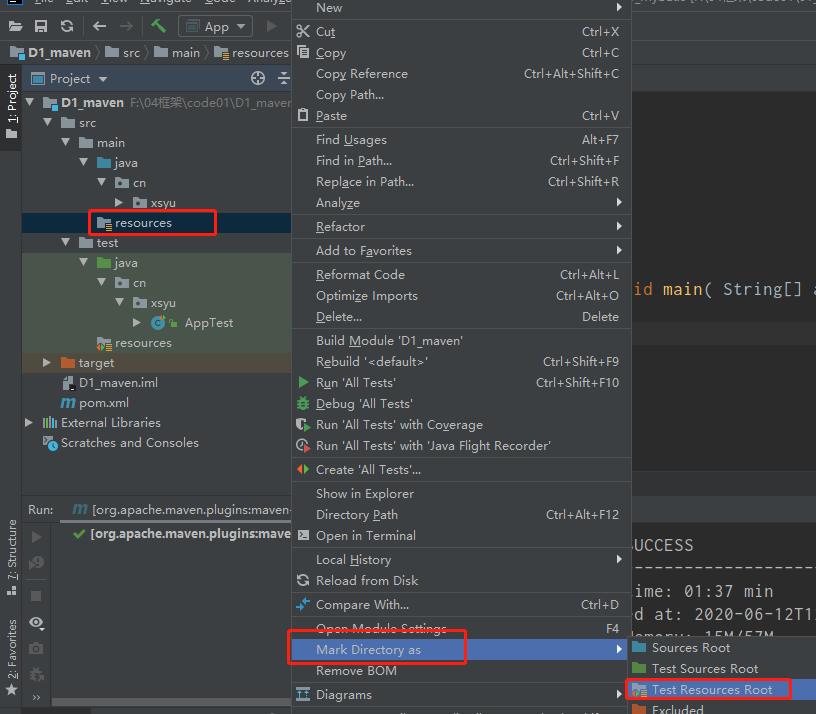 App
D1_maven
src
main
resources
1: Project
Project
D1_maven F:\04框架\code01\D1_maven
src
main
java
cn
xsyu
resources
test
java
cn
xsyu
AppTest
resources
target
D1_maven.iml
pom.xml
External Libraries
Scratches and Consoles
Run:
[org.apache.maven.plugins:maven-
[org.apache.maven.plugins:mave
7: Structure
2: Favorites
New
Cut Ctrl+X
Copy Ctrl+C
Copy Reference Ctrl+Alt+Shift+C
Copy Path...
Paste Ctrl+V
Find Usages Alt+F7
Find in Path... Ctrl+Shift+F
Replace in Path... Ctrl+Shift+R
Analyze
Refactor
Add to Favorites
Reformat Code Ctrl+Alt+L
Optimize Imports Ctrl+Alt+O
Delete... Delete
Build Module 'D1_maven'
Rebuild '<default>' Ctrl+Shift+F9
Run 'All Tests' Ctrl+Shift+F10
Debug 'All Tests'
Run 'All Tests' with Coverage
Run 'All Tests' with 'Java Flight Recorder'
Create 'All Tests'...
Show in Explorer
Directory Path Ctrl+Alt+F12
Open in Terminal
Local History
Reload from Disk
Compare With... Ctrl+D
Open Module Settings F4
Mark Directory as
Remove BOM
Diagrams
Sources Root
Test Sources Root
Test Resources Root
Excluded
id main( String[] a
SUCCESS
ime: 01:37 min
d at: 2020-06-12T1
emory: 15M/57M